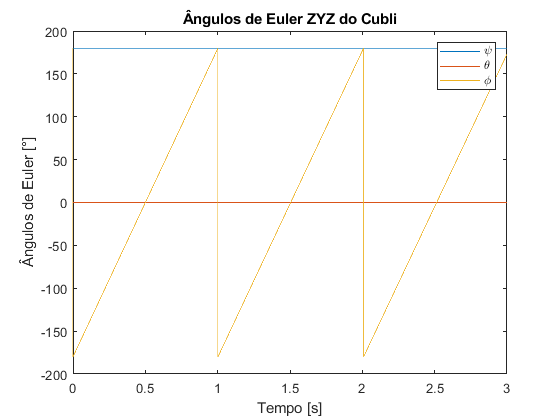 Ângulos de Euler ZYZ do Cubli
200
150
100
50
0
-50
-100
-150
-200
Ângulos de Euler [°]
ψ
θ
ϕ
0 0.5 1 1.5 2 2.5 3
Tempo [s]